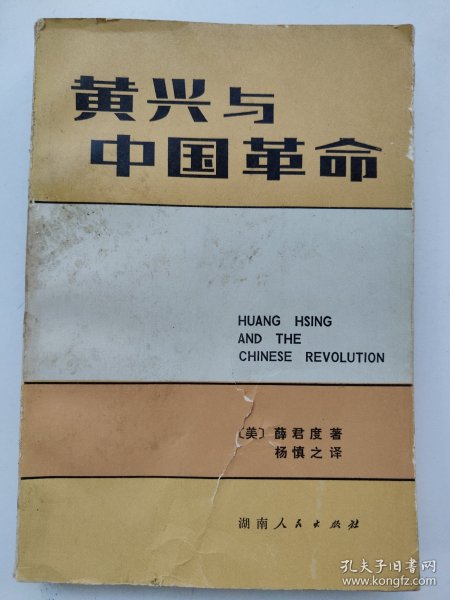 黄兴与
中国革命
HUANG HSING
AND THE
CHINESE REVOLUTION
〔美〕薛君度著
杨慎之译
湖南人民出版社
孔夫子旧书网
www.kongfz.com